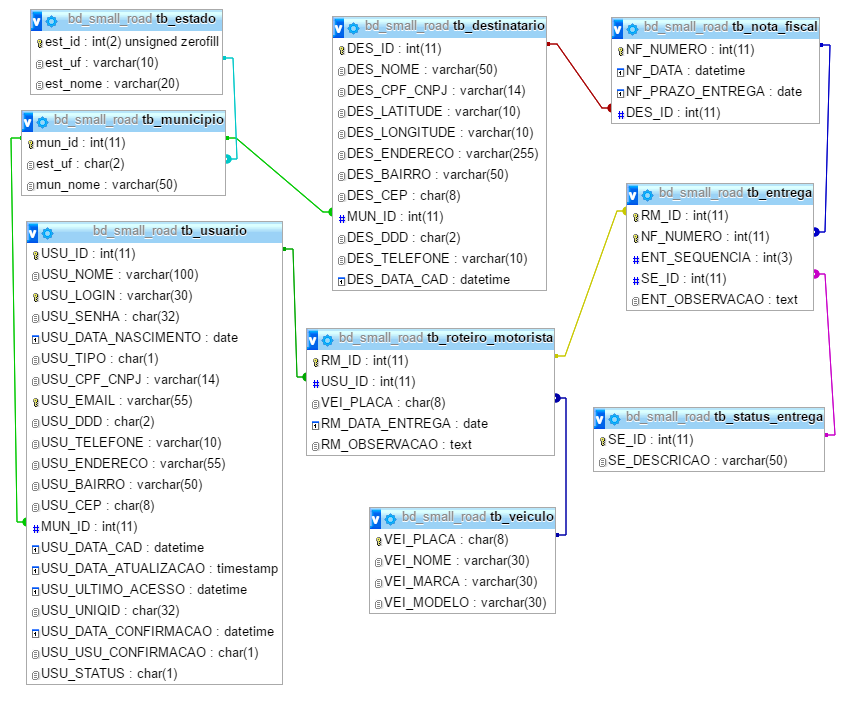 bd_small_road tb_estado
est_id : int(2) unsigned zerofill
est_uf : varchar(10)
est_nome : varchar(20)
bd_small_road tb_municipio
mun_id : int(11)
est_uf : char(2)
mun_nome : varchar(50)
bd_small_road tb_usuario
USU_ID : int(11)
USU_NOME : varchar(100)
USU_LOGIN : varchar(30)
USU_SENHA : char(32)
USU_DATA_NASCIMENTO : date
USU_TIPO : char(1)
USU_CPF_CNPJ : varchar(14)
USU_EMAIL : varchar(55)
USU_DDD : char(2)
USU_TELEFONE : varchar(10)
USU_ENDERECO : varchar(55)
USU_BAIRRO : varchar(50)
USU_CEP : char(8)
MUN_ID : int(11)
USU_DATA_CAD : datetime
USU_DATA_ATUALIZACAO : timestamp
USU_ULTIMO_ACESSO : datetime
USU_UNIQID : char(32)
USU_DATA_CONFIRMACAO : datetime
USU_USU_CONFIRMACAO : char(1)
USU_STATUS : char(1)
bd_small_road tb_destinatario
DES_ID : int(11)
DES_NOME : varchar(50)
DES_CPF_CNPJ : varchar(14)
DES_LATITUDE : varchar(10)
DES_LONGITUDE : varchar(10)
DES_ENDERECO : varchar(255)
DES_BAIRRO : varchar(50)
DES_CEP : char(8)
MUN_ID : int(11)
DES_DDD : char(2)
DES_TELEFONE : varchar(10)
DES_DATA_CAD : datetime
bd_small_road tb_roteiro_motorista
RM_ID : int(11)
USU_ID : int(11)
VEI_PLACA : char(8)
RM_DATA_ENTREGA : date
RM_OBSERVACAO : text
bd_small_road tb_veiculo
VEI_PLACA : char(8)
VEI_NOME : varchar(30)
VEI_MARCA : varchar(30)
VEI_MODELO : varchar(30)
bd_small_road tb_nota_fiscal
NF_NUMERO : int(11)
NF_DATA : datetime
NF_PRAZO_ENTREGA : date
DES_ID : int(11)
bd_small_road tb_entrega
RM_ID : int(11)
NF_NUMERO : int(11)
ENT_SEQUENCIA : int(3)
SE_ID : int(11)
ENT_OBSERVACAO : text
bd_small_road tb_status_entrega
SE_ID : int(11)
SE_DESCRICAO : varchar(50)